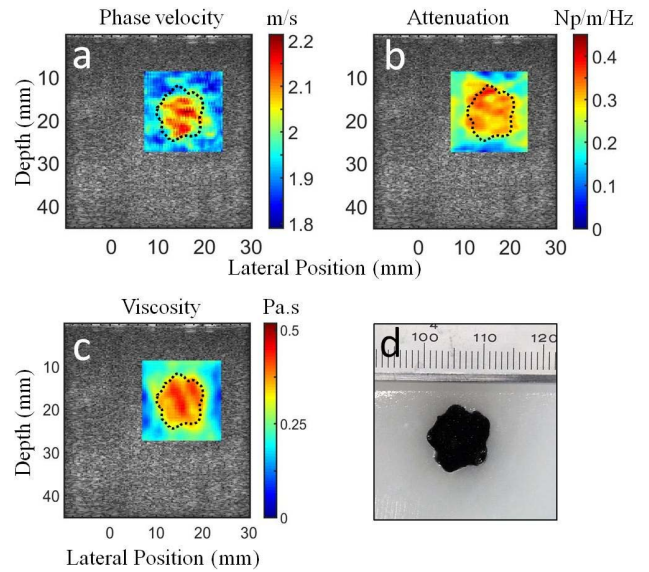 Phase velocity m/s
Attenuation Np/m/Hz
a
2.2
2.1
2
1.9
1.8
10
20
30
40
Depth (mm)
0 10 20 30
b
0.4
0.3
0.2
0.1
0
10
20
30
40
0 10 20 30
Lateral Position (mm)
Viscosity Pa.s
c
0.5
0.25
0
10
20
30
40
Depth (mm)
0 10 20 30
Lateral Position (mm)
d
4
100 110 120